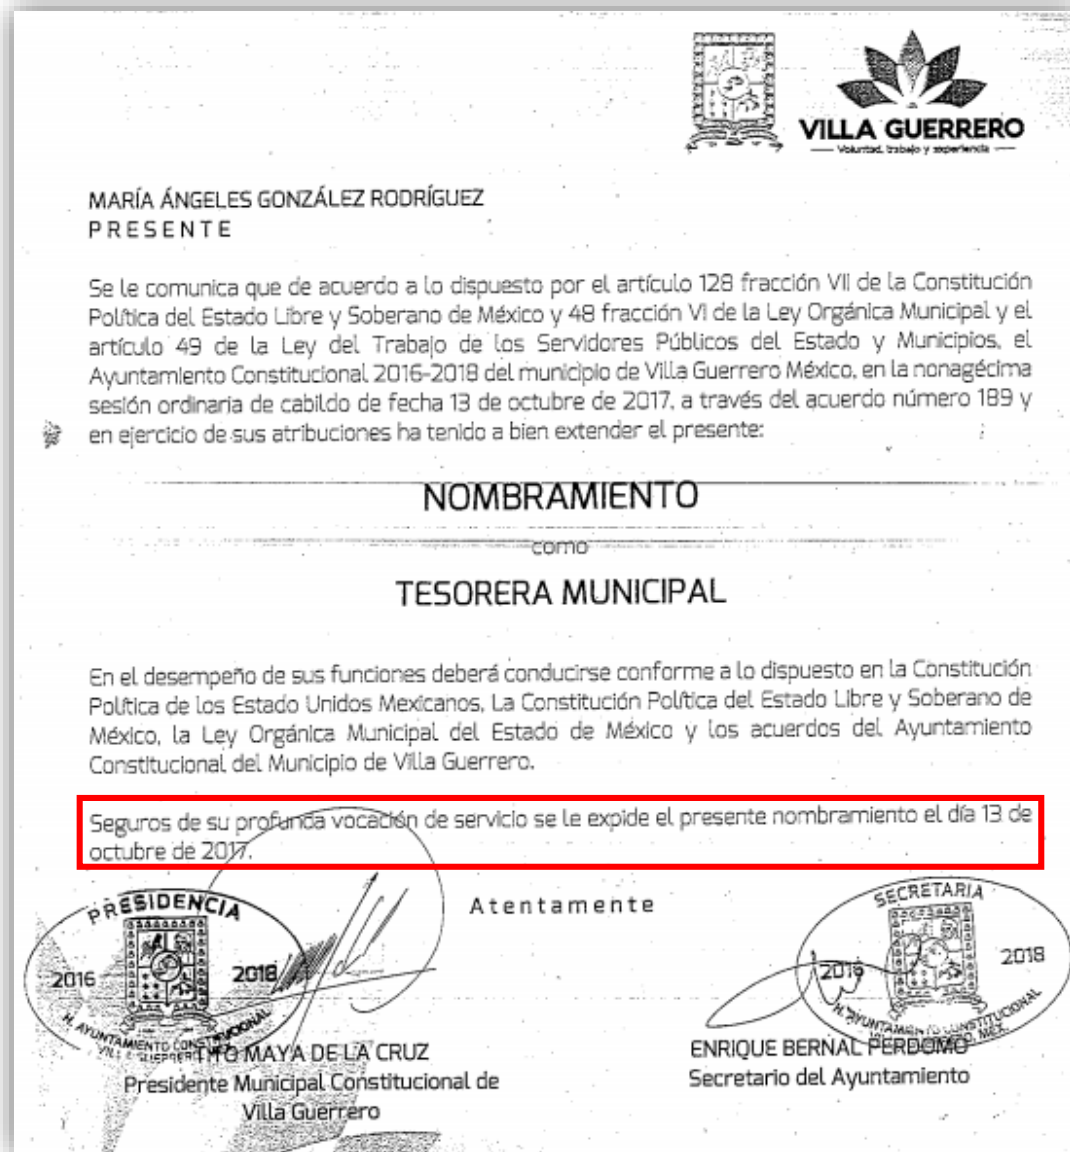 VILLA GUERRERO
Voluntad, trabajo y experiencia
MARÍA ÁNGELES GONZÁLEZ RODRÍGUEZ
PRESENTE
Se le comunica que de acuerdo a lo dispuesto por el artículo 128 fracción VII de la Constitución
Política del Estado Libre y Soberano de México y 48 fracción VI de la Ley Orgánica Municipal y el
artículo 49 de la Ley del Trabajo de los Servidores Públicos del Estado y Municipios, el
Ayuntamiento Constitucional 2016-2018 del municipio de Villa Guerrero México, en la nonagécima
sesión ordinaria de cabildo de fecha 13 de octubre de 2017, a través del acuerdo número 189 y
en ejercicio de sus atribuciones ha tenido a bien extender el presente:
NOMBRAMIENTO
como
TESORERA MUNICIPAL
En el desempeño de sus funciones deberá conducirse conforme a lo dispuesto en la Constitución
Política de los Estado Unidos Mexicanos, La Constitución Política del Estado Libre y Soberano de
México, la Ley Orgánica Municipal del Estado de México y los acuerdos del Ayuntamiento
Constitucional del Municipio de Villa Guerrero.
Seguros de su profunda vocación de servicio se le expide el presente nombramiento el día 13 de
octubre de 2017.
Atentamente
PRESIDENCIA
2016 2018
H. AYUNTAMIENTO CONSTITUCIONAL
SECRETARIA
2016 2018
H. AYUNTAMIENTO CONSTITUCIONAL
TITO MAYA DE LA CRUZ
Presidente Municipal Constitucional de
Villa Guerrero
ENRIQUE BERNAL PERDOMO
Secretario del Ayuntamiento